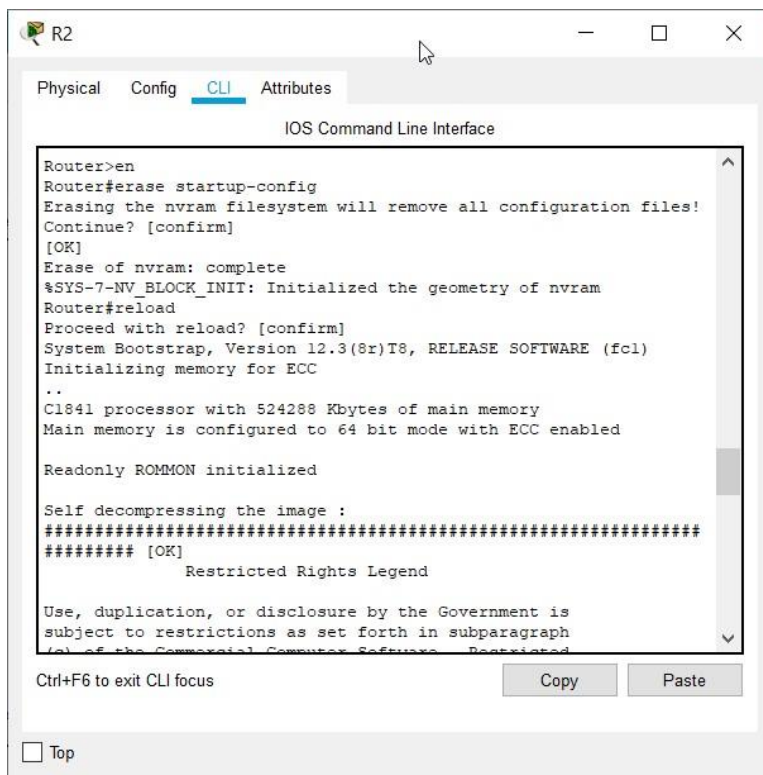 R2
Physical Config CLI Attributes
IOS Command Line Interface
Router>en
Router#erase startup-config
Erasing the nvram filesystem will remove all configuration files!
Continue? [confirm]
[OK]
Erase of nvram: complete
%SYS-7-NV_BLOCK_INIT: Initialized the geometry of nvram
Router#reload
Proceed with reload? [confirm]
System Bootstrap, Version 12.3(8r)T8, RELEASE SOFTWARE (fc1)
Initializing memory for ECC
..
C1841 processor with 524288 Kbytes of main memory
Main memory is configured to 64 bit mode with ECC enabled
Readonly ROMMON initialized
Self decompressing the image :
#################################################################
######### [OK]
Restricted Rights Legend
Use, duplication, or disclosure by the Government is
subject to restrictions as set forth in subparagraph
(c) of the Commercial Computer Software - Restricted
Ctrl+F6 to exit CLI focus
Copy Paste
Top